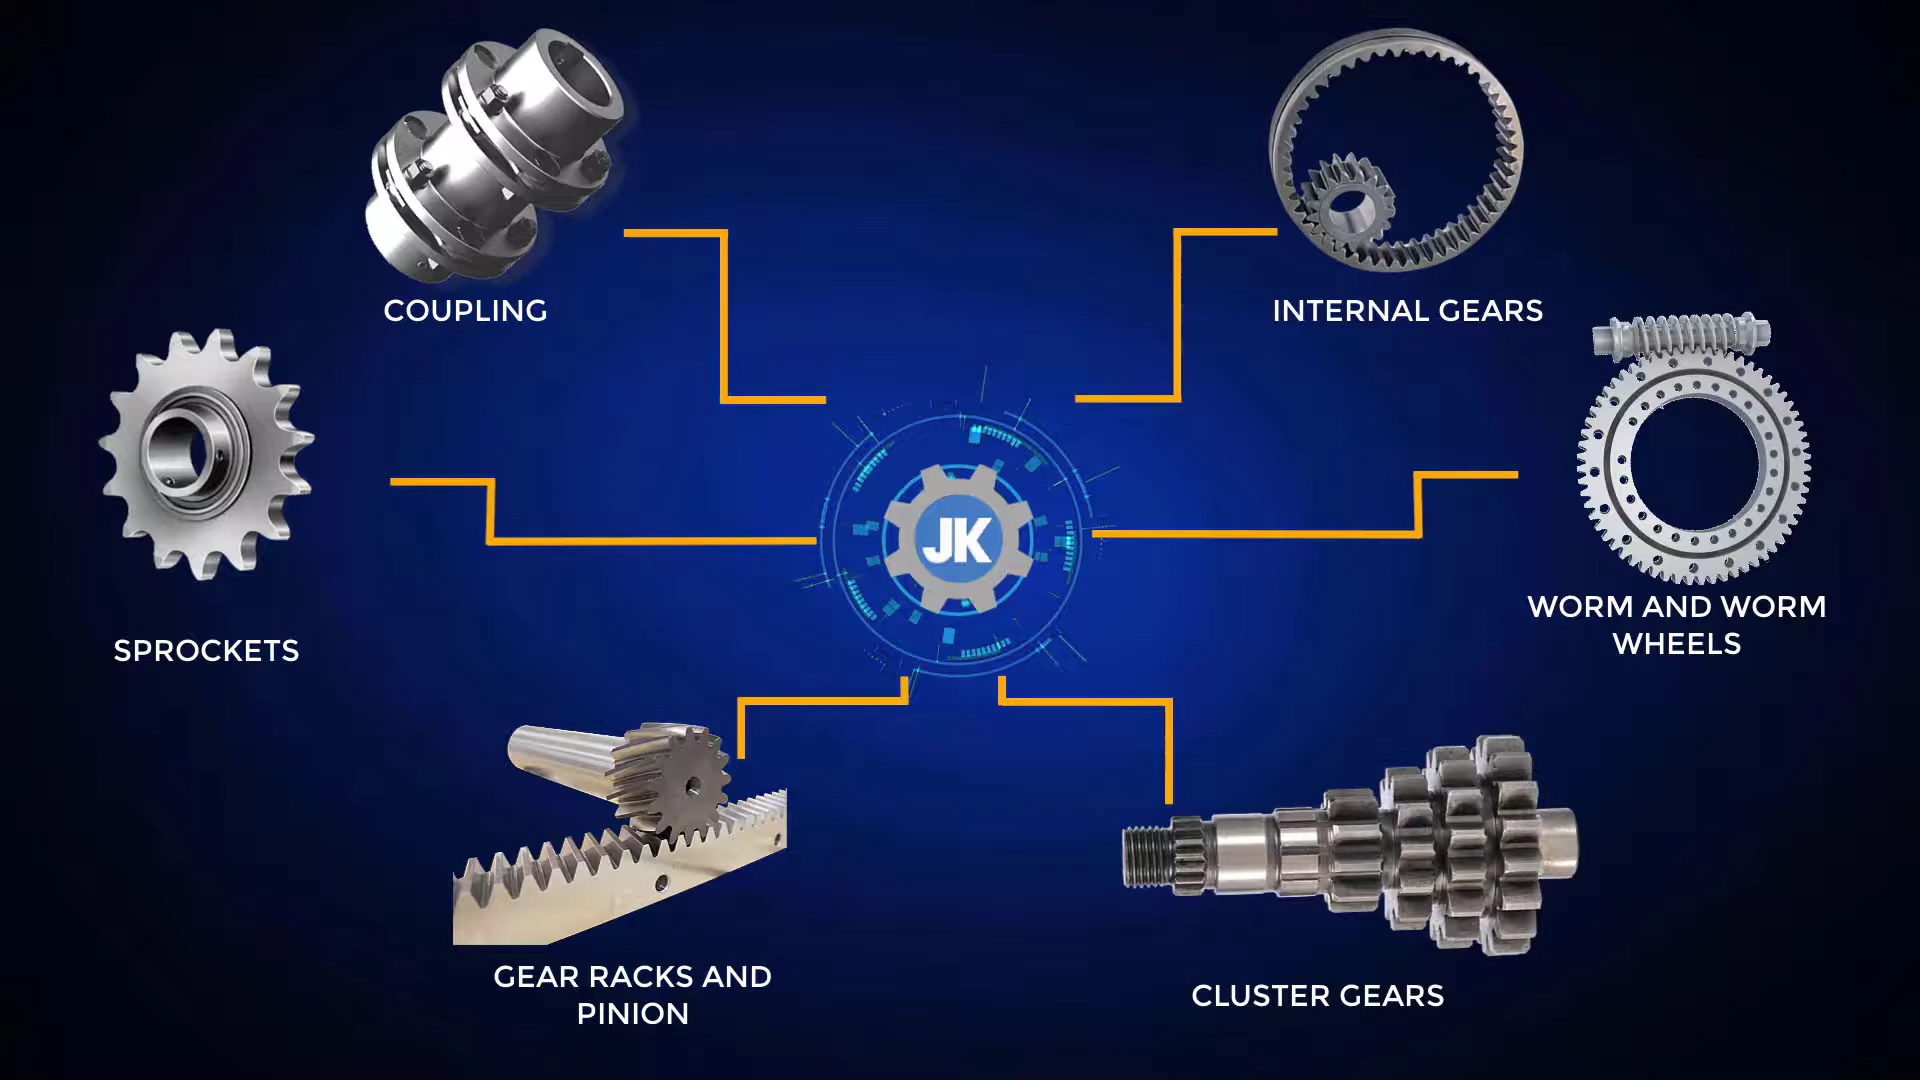 COUPLING
INTERNAL GEARS
SPROCKETS
JK
WORM AND WORM
WHEELS
GEAR RACKS AND
PINION
CLUSTER GEARS